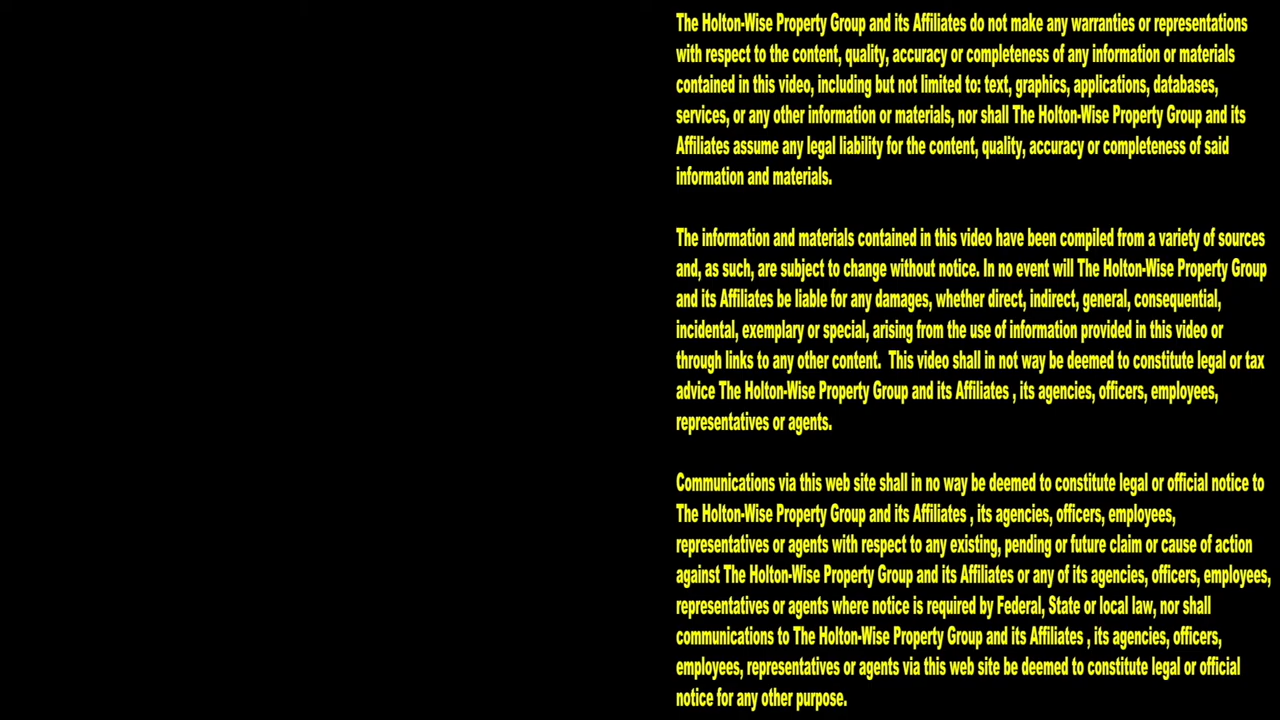 The Holton-Wise Property Group and its Affiliates do not make any warranties or representations
with respect to the content, quality, accuracy or completeness of any information or materials
contained in this video, including but not limited to: text, graphics, applications, databases,
services, or any other information or materials, nor shall The Holton-Wise Property Group and its
Affiliates assume any legal liability for the content, quality, accuracy or completeness of said
information and materials.
The information and materials contained in this video have been compiled from a variety of sources
and, as such, are subject to change without notice. In no event will The Holton-Wise Property Group
and its Affiliates be liable for any damages, whether direct, indirect, general, consequential,
incidental, exemplary or special, arising from the use of information provided in this video or
through links to any other content.  This video shall in not way be deemed to constitute legal or tax
advice The Holton-Wise Property Group and its Affiliates , its agencies, officers, employees,
representatives or agents.
Communications via this web site shall in no way be deemed to constitute legal or official notice to
The Holton-Wise Property Group and its Affiliates , its agencies, officers, employees,
representatives or agents with respect to any existing, pending or future claim or cause of action
against The Holton-Wise Property Group and its Affiliates or any of its agencies, officers, employees,
representatives or agents where notice is required by Federal, State or local law, nor shall
communications to The Holton-Wise Property Group and its Affiliates , its agencies, officers,
employees, representatives or agents via this web site be deemed to constitute legal or official
notice for any other purpose.